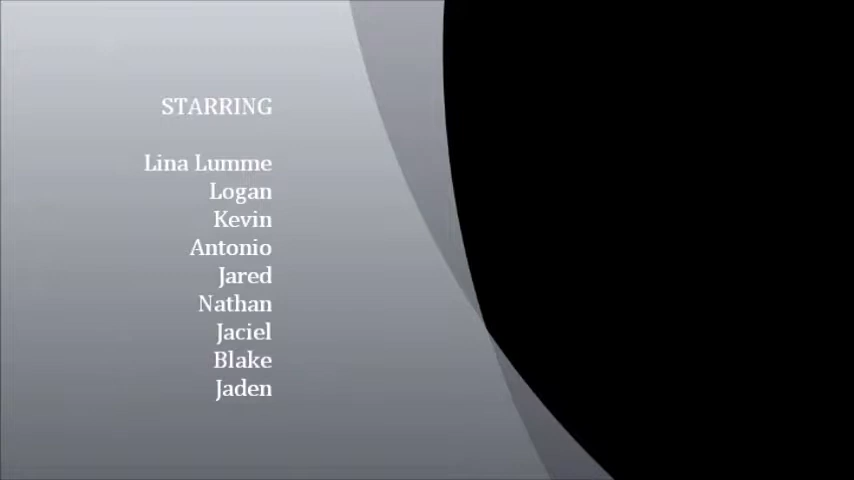 STARRING
Lina Lumme
Logan
Kevin
Antonio
Jared
Nathan
Jaciel
Blake
Jaden